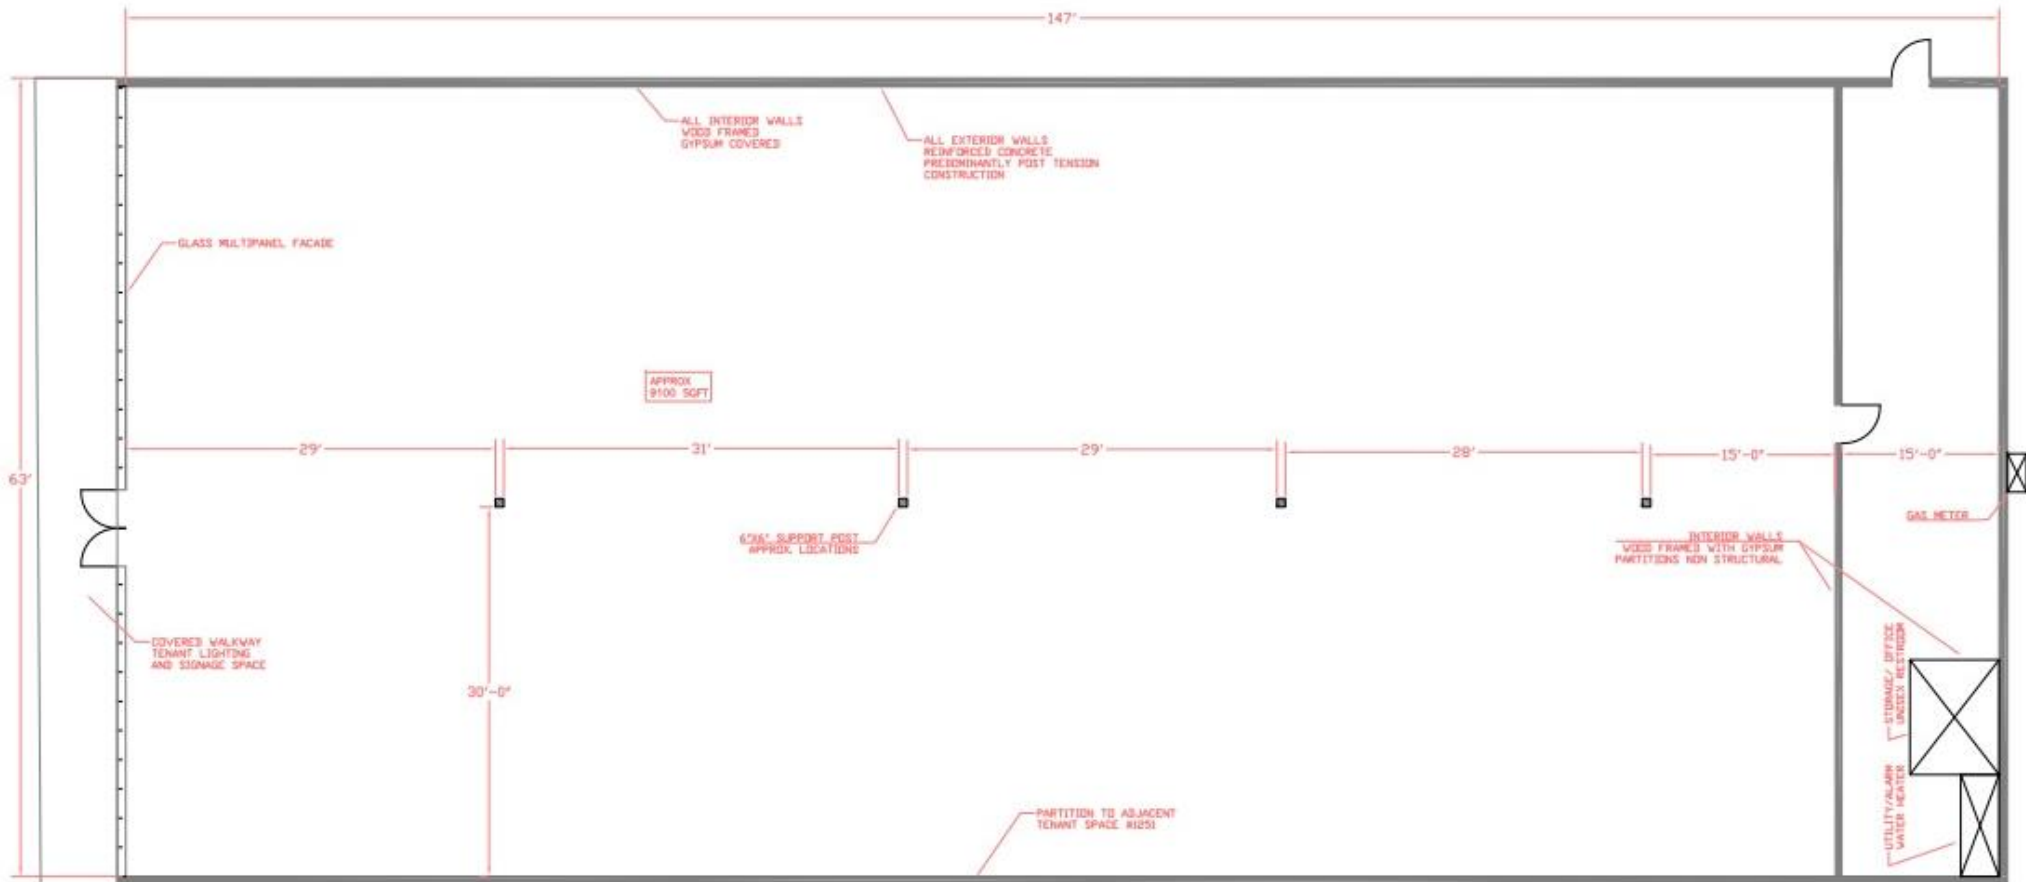 147'
ALL INTERIOR WALLS
WOOD FRAMED
GYPSUM COVERED
ALL EXTERIOR WALLS
REINFORCED CONCRETE
PREDOMINANTLY POST TENSION
CONSTRUCTION
GLASS MULTIPANEL FACADE
APPROX
9100 SQFT
29'
31'
29'
28'
15'-0"
15'-0"
63'
GAS METER
6"X6" SUPPORT POST
APPROX. LOCATIONS
INTERIOR WALLS
WOOD FRAMED WITH GYPSUM
PARTITIONS NON STRUCTURAL
COVERED WALKWAY
TENANT LIGHTING
AND SIGNAGE SPACE
30'-0"
STORAGE/ OFFICE
UNISEX RESTROOM
UTILITY/ALARM
WATER HEATER
PARTITION TO ADJACENT
TENANT SPACE #1251